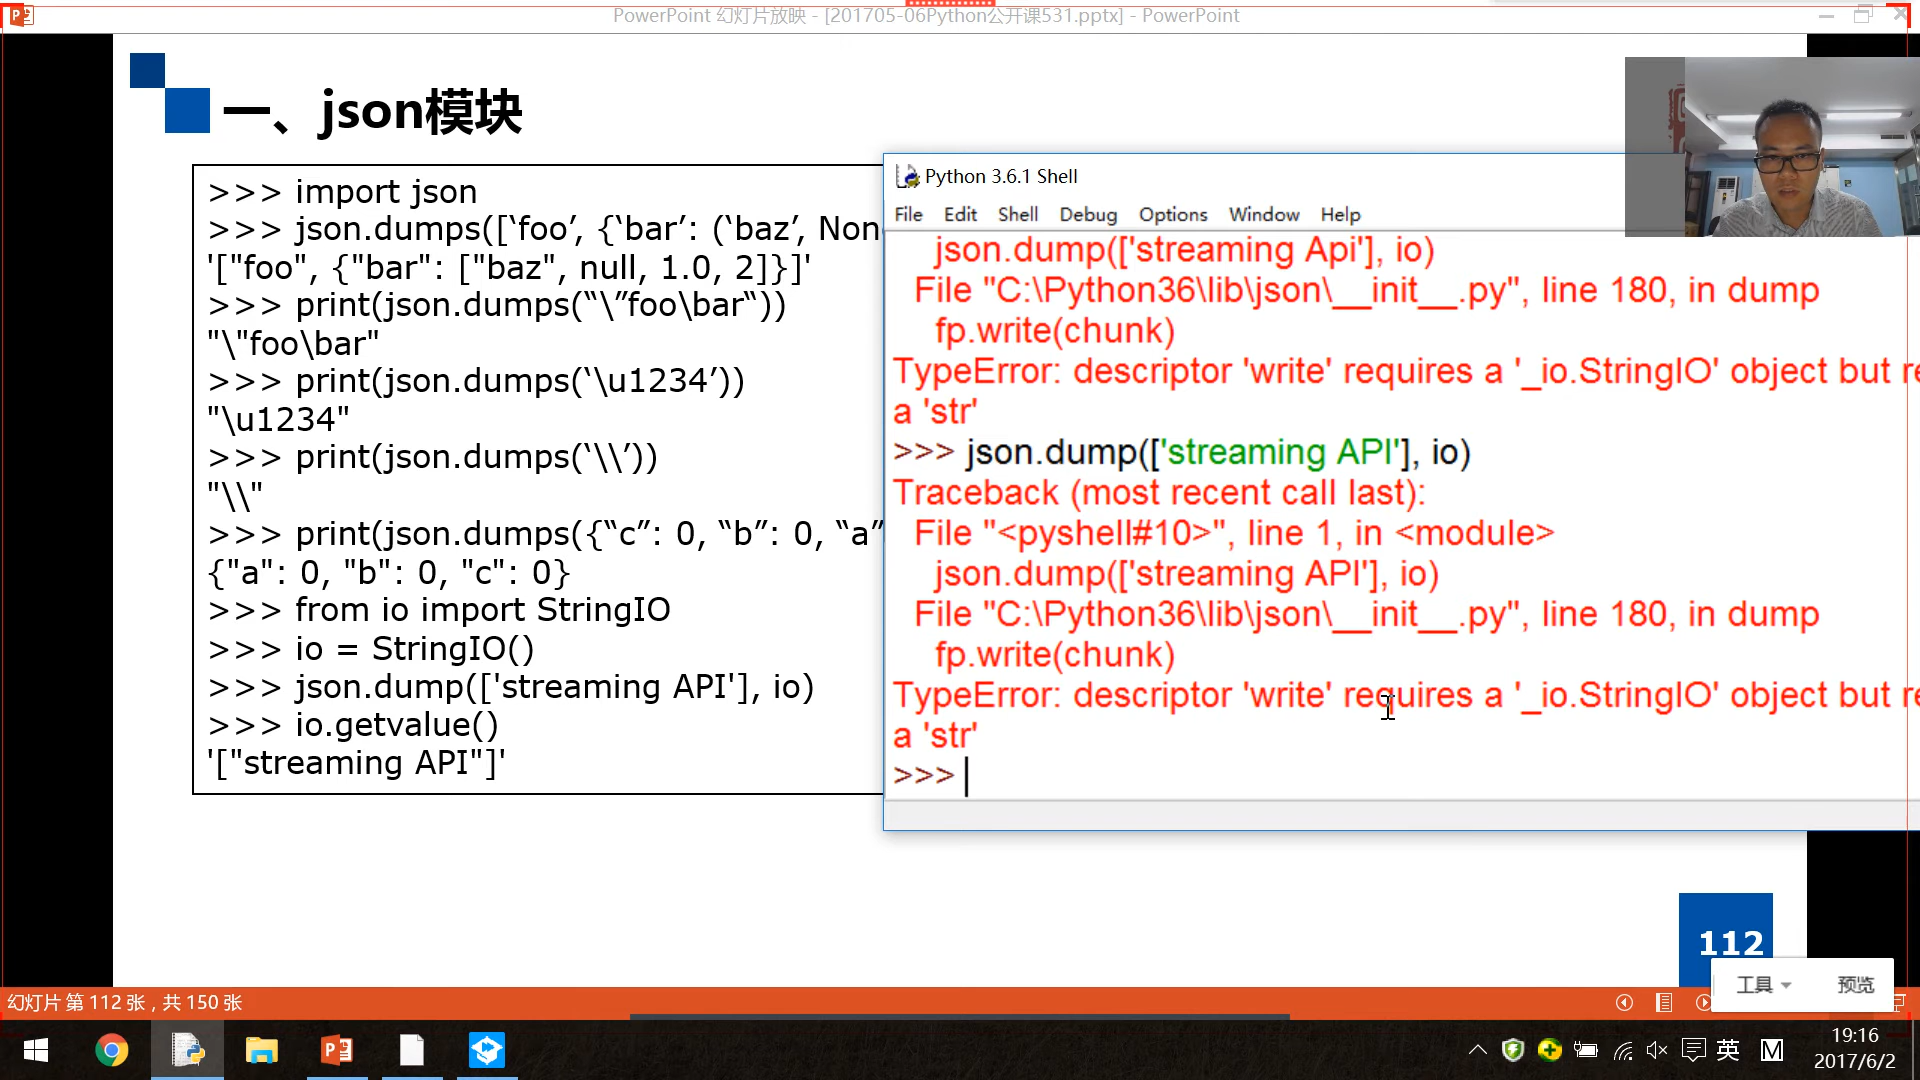 PowerPoint 幻灯片放映 - [201705-06Python公开课531.pptx] - PowerPoint
一、json模块
>>> import json
>>> json.dumps([‘foo’, {‘bar’: (‘baz’, Non
'["foo", {"bar": ["baz", null, 1.0, 2]}]'
>>> print(json.dumps(“\”foo\bar“))
"\"foo\bar"
>>> print(json.dumps(‘\u1234’))
"\u1234"
>>> print(json.dumps(‘\\’))
"\\"
>>> print(json.dumps({“c”: 0, “b”: 0, “a”
{"a": 0, "b": 0, "c": 0}
>>> from io import StringIO
>>> io = StringIO()
>>> json.dump(['streaming API'], io)
>>> io.getvalue()
'["streaming API"]'
Python 3.6.1 Shell
File Edit Shell Debug Options Window Help
json.dump(['streaming Api'], io)
File "C:\Python36\lib\json\__init__.py", line 180, in dump
fp.write(chunk)
TypeError: descriptor 'write' requires a '_io.StringIO' object but re
a 'str'
>>> json.dump(['streaming API'], io)
Traceback (most recent call last):
File "<pyshell#10>", line 1, in <module>
json.dump(['streaming API'], io)
File "C:\Python36\lib\json\__init__.py", line 180, in dump
fp.write(chunk)
TypeError: descriptor 'write' requires a '_io.StringIO' object but re
a 'str'
>>>
112
工具 预览
幻灯片 第 112 张，共 150 张
英
19:16
2017/6/2